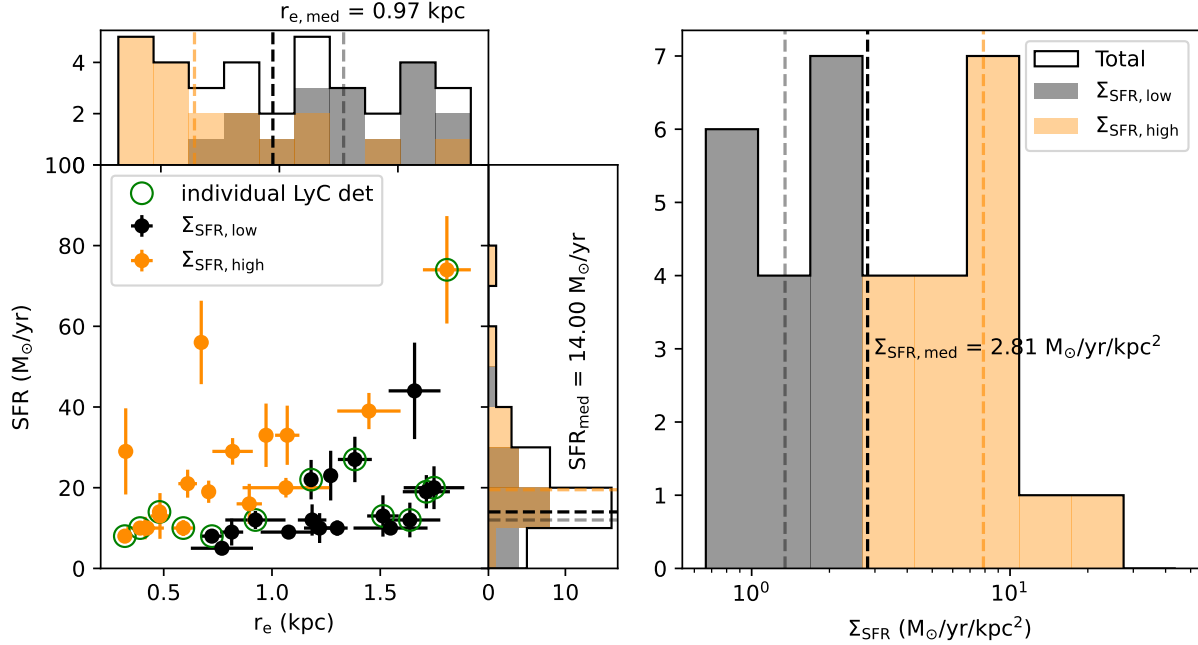 r_e,med = 0.97 kpc
4
2
0
100
80
60
40
20
0
SFR (M⊙/yr)
individual LyC det
Σ_SFR,low
Σ_SFR,high
0.5
1.0
1.5
r_e (kpc)
SFR_med = 14.00 M⊙/yr
0
10
7
6
5
4
3
2
1
0
Total
Σ_SFR,low
Σ_SFR,high
Σ_SFR,med = 2.81 M⊙/yr/kpc²
10⁰
10¹
Σ_SFR (M⊙/yr/kpc²)